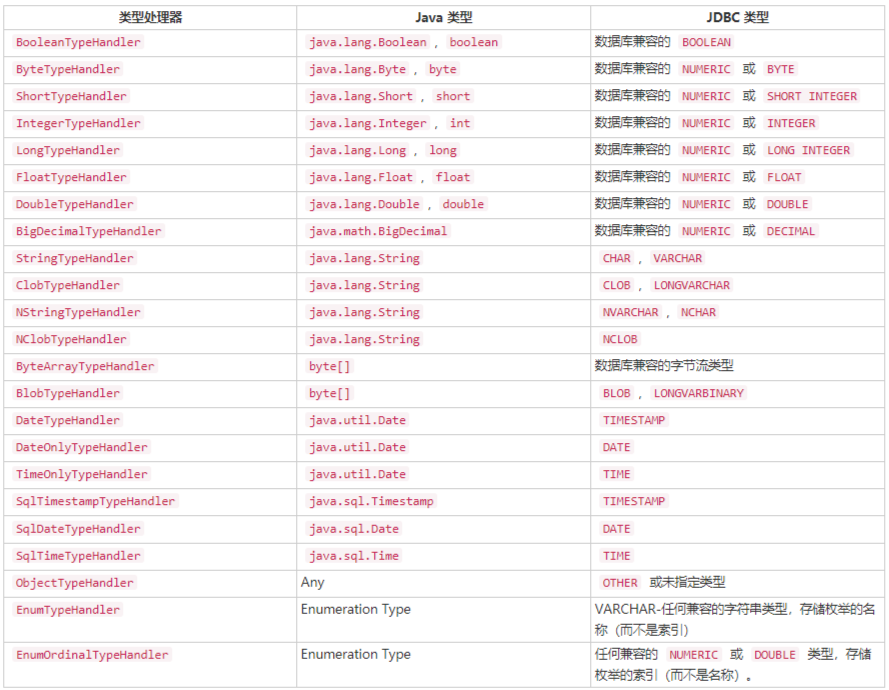 类型处理器 Java 类型 JDBC 类型
BooleanTypeHandler java.lang.Boolean , boolean 数据库兼容的 BOOLEAN
ByteTypeHandler java.lang.Byte , byte 数据库兼容的 NUMERIC 或 BYTE
ShortTypeHandler java.lang.Short , short 数据库兼容的 NUMERIC 或 SHORT INTEGER
IntegerTypeHandler java.lang.Integer , int 数据库兼容的 NUMERIC 或 INTEGER
LongTypeHandler java.lang.Long , long 数据库兼容的 NUMERIC 或 LONG INTEGER
FloatTypeHandler java.lang.Float , float 数据库兼容的 NUMERIC 或 FLOAT
DoubleTypeHandler java.lang.Double , double 数据库兼容的 NUMERIC 或 DOUBLE
BigDecimalTypeHandler java.math.BigDecimal 数据库兼容的 NUMERIC 或 DECIMAL
StringTypeHandler java.lang.String CHAR , VARCHAR
ClobTypeHandler java.lang.String CLOB , LONGVARCHAR
NStringTypeHandler java.lang.String NVARCHAR , NCHAR
NClobTypeHandler java.lang.String NCLOB
ByteArrayTypeHandler byte[] 数据库兼容的字节流类型
BlobTypeHandler byte[] BLOB , LONGVARBINARY
DateTypeHandler java.util.Date TIMESTAMP
DateOnlyTypeHandler java.util.Date DATE
TimeOnlyTypeHandler java.util.Date TIME
SqlTimestampTypeHandler java.sql.Timestamp TIMESTAMP
SqlDateTypeHandler java.sql.Date DATE
SqlTimeTypeHandler java.sql.Time TIME
ObjectTypeHandler Any OTHER 或未指定类型
EnumTypeHandler Enumeration Type VARCHAR-任何兼容的字符串类型，存储枚举的名
称（而不是索引）
EnumOrdinalTypeHandler Enumeration Type 任何兼容的 NUMERIC 或 DOUBLE 类型，存储
枚举的索引（而不是名称）。